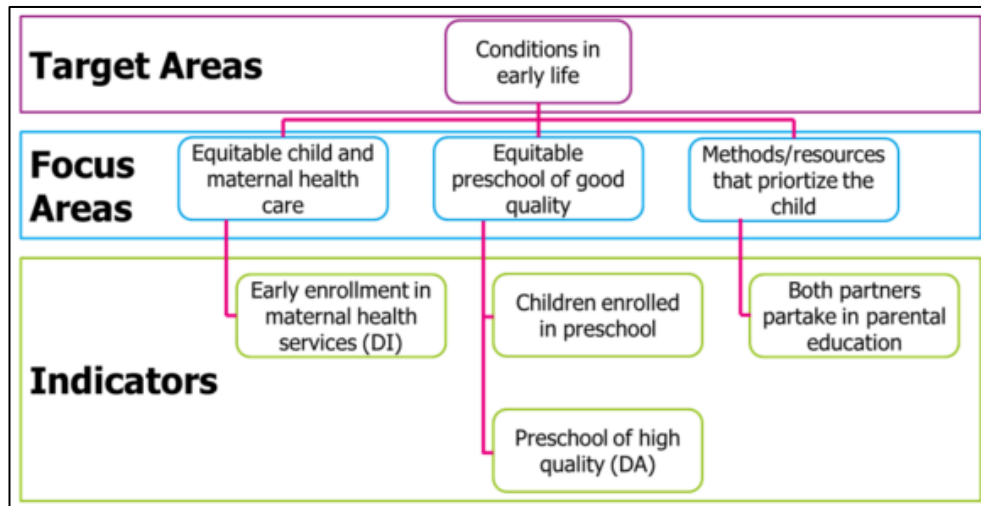 Target Areas
Conditions in
early life
Focus
Areas
Equitable child and
maternal health
care
Equitable
preschool of good
quality
Methods/resources
that priortize the
child
Indicators
Early enrollment in
maternal health
services (DI)
Children enrolled
in preschool
Both partners
partake in parental
education
Preschool of high
quality (DA)